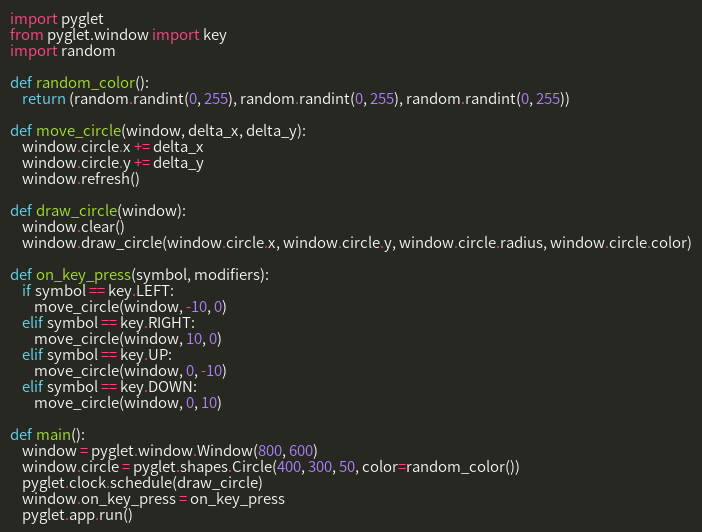 import pyglet
from pyglet.window import key
import random

def random_color():
    return (random.randint(0, 255), random.randint(0, 255), random.randint(0, 255))

def move_circle(window, delta_x, delta_y):
    window.circle.x += delta_x
    window.circle.y += delta_y
    window.refresh()

def draw_circle(window):
    window.clear()
    window.draw_circle(window.circle.x, window.circle.y, window.circle.radius, window.circle.color)

def on_key_press(symbol, modifiers):
    if symbol == key.LEFT:
        move_circle(window, -10, 0)
    elif symbol == key.RIGHT:
        move_circle(window, 10, 0)
    elif symbol == key.UP:
        move_circle(window, 0, -10)
    elif symbol == key.DOWN:
        move_circle(window, 0, 10)

def main():
    window = pyglet.window.Window(800, 600)
    window.circle = pyglet.shapes.Circle(400, 300, 50, color=random_color())
    pyglet.clock.schedule(draw_circle)
    window.on_key_press = on_key_press
    pyglet.app.run()